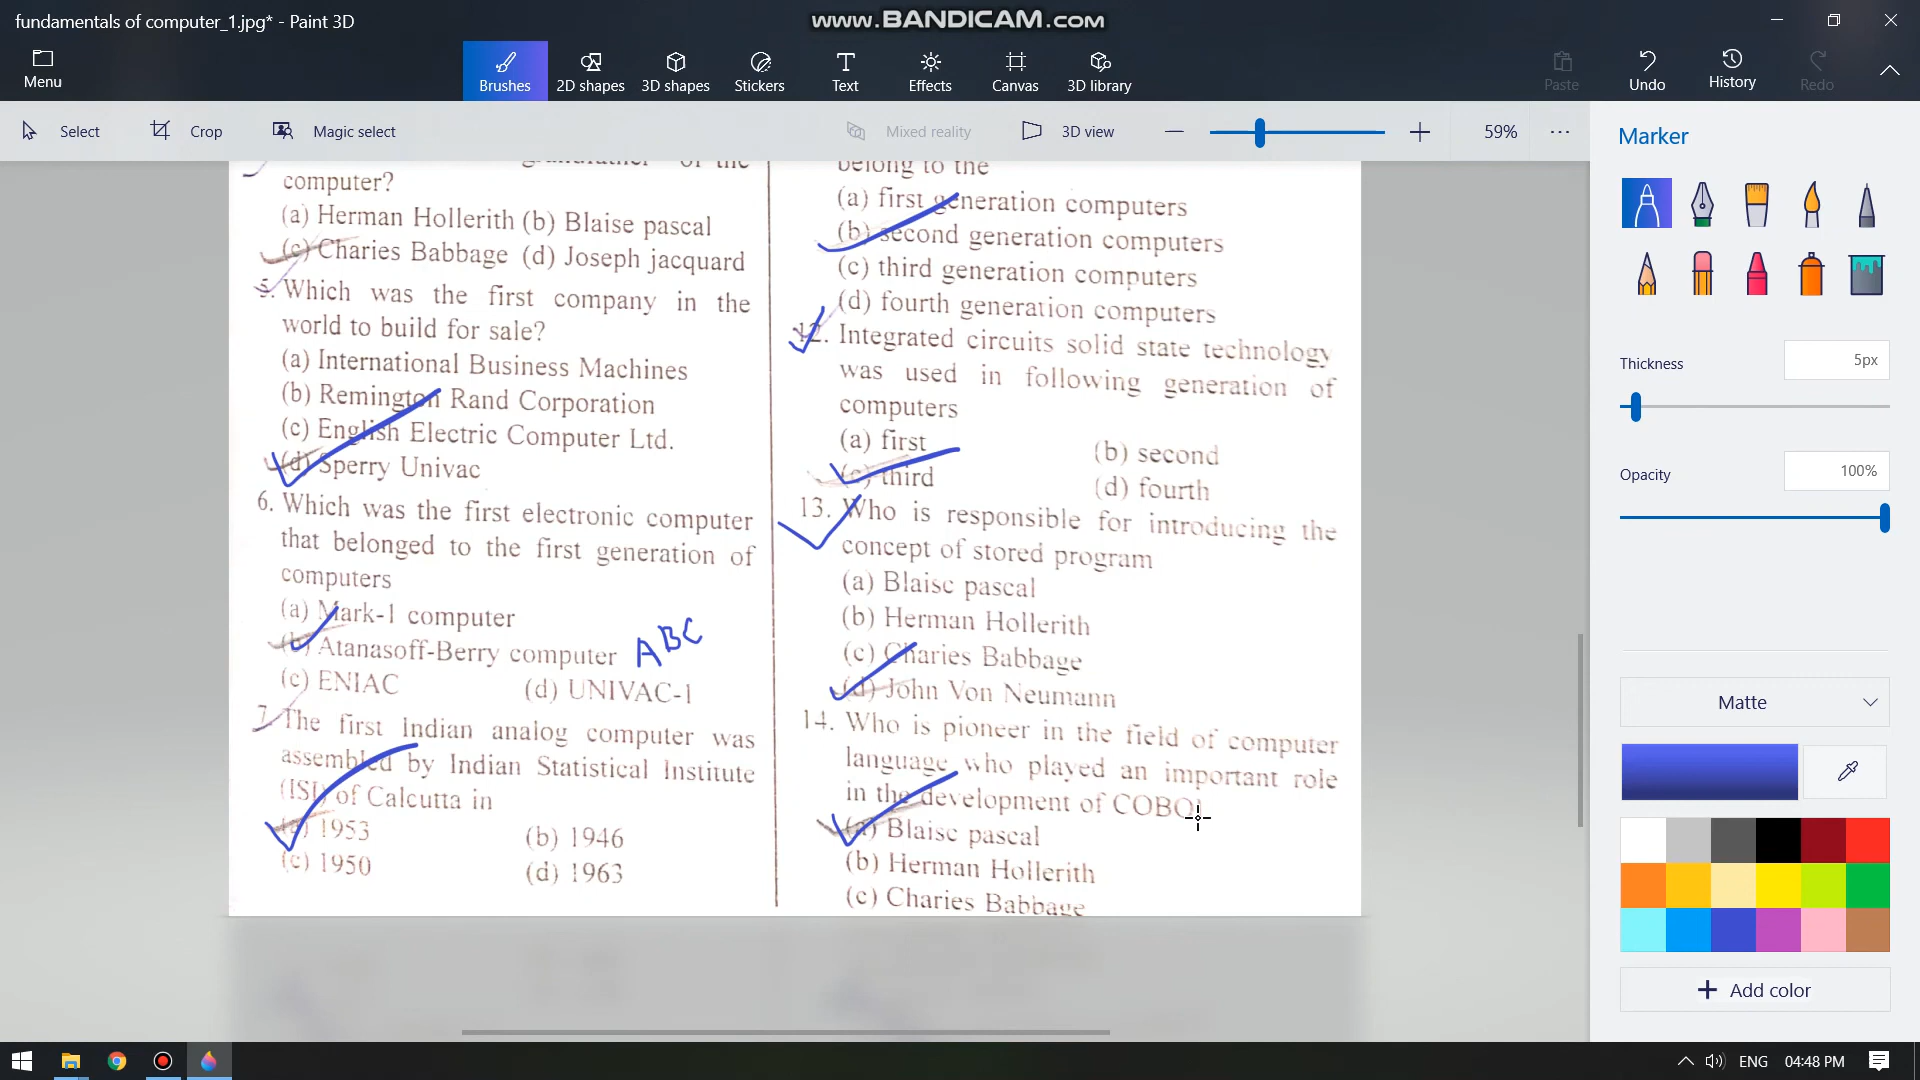 fundamentals of computer_1.jpg* - Paint 3D
www.BANDICAM.com
Menu
Brushes
2D shapes
3D shapes
Stickers
Text
Effects
Canvas
3D library
Paste
Undo
History
Redo
Select
Crop
Magic select
Mixed reality
3D view
59%
grandfather of the
computer?
(a) Herman Hollerith (b) Blaise pascal
(c) Charies Babbage (d) Joseph jacquard
5. Which was the first company in the
world to build for sale?
(a) International Business Machines
(b) Remington Rand Corporation
(c) English Electric Computer Ltd.
(d) Sperry Univac
6. Which was the first electronic computer
that belonged to the first generation of
computers
(a) Mark-1 computer
(b) Atanasoff-Berry computer ABC
(c) ENIAC (d) UNIVAC-1
7. The first Indian analog computer was
assembled by Indian Statistical Institute
(ISI) of Calcutta in
(a) 1953 (b) 1946
(c) 1950 (d) 1963
belong to the
(a) first generation computers
(b) second generation computers
(c) third generation computers
(d) fourth generation computers
12. Integrated circuits solid state technology
was used in following generation of
computers
(a) first (b) second
(c) third (d) fourth
13. Who is responsible for introducing the
concept of stored program
(a) Blaise pascal
(b) Herman Hollerith
(c) Charies Babbage
(d) John Von Neumann
14. Who is pioneer in the field of computer
language who played an important role
in the development of COBOL
(a) Blaise pascal
(b) Herman Hollerith
(c) Charies Babbage
Marker
Thickness
5px
Opacity
100%
Matte
Add color
ENG
04:48 PM